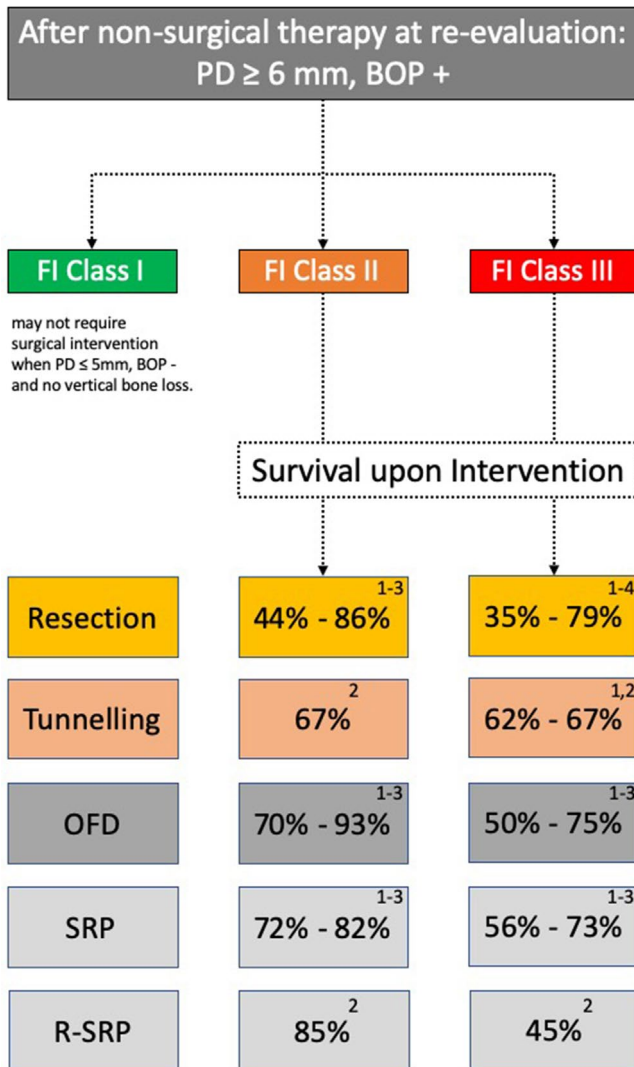 After non-surgical therapy at re-evaluation:
PD ≥ 6 mm, BOP +
FI Class I
FI Class II
FI Class III
may not require
surgical intervention
when PD ≤ 5mm, BOP -
and no vertical bone loss.
Survival upon Intervention
Resection
44% - 86% 1-3
35% - 79% 1-4
Tunnelling
67% 2
62% - 67% 1,2
OFD
70% - 93% 1-3
50% - 75% 1-3
SRP
72% - 82% 1-3
56% - 73% 1-3
R-SRP
85% 2
45% 2